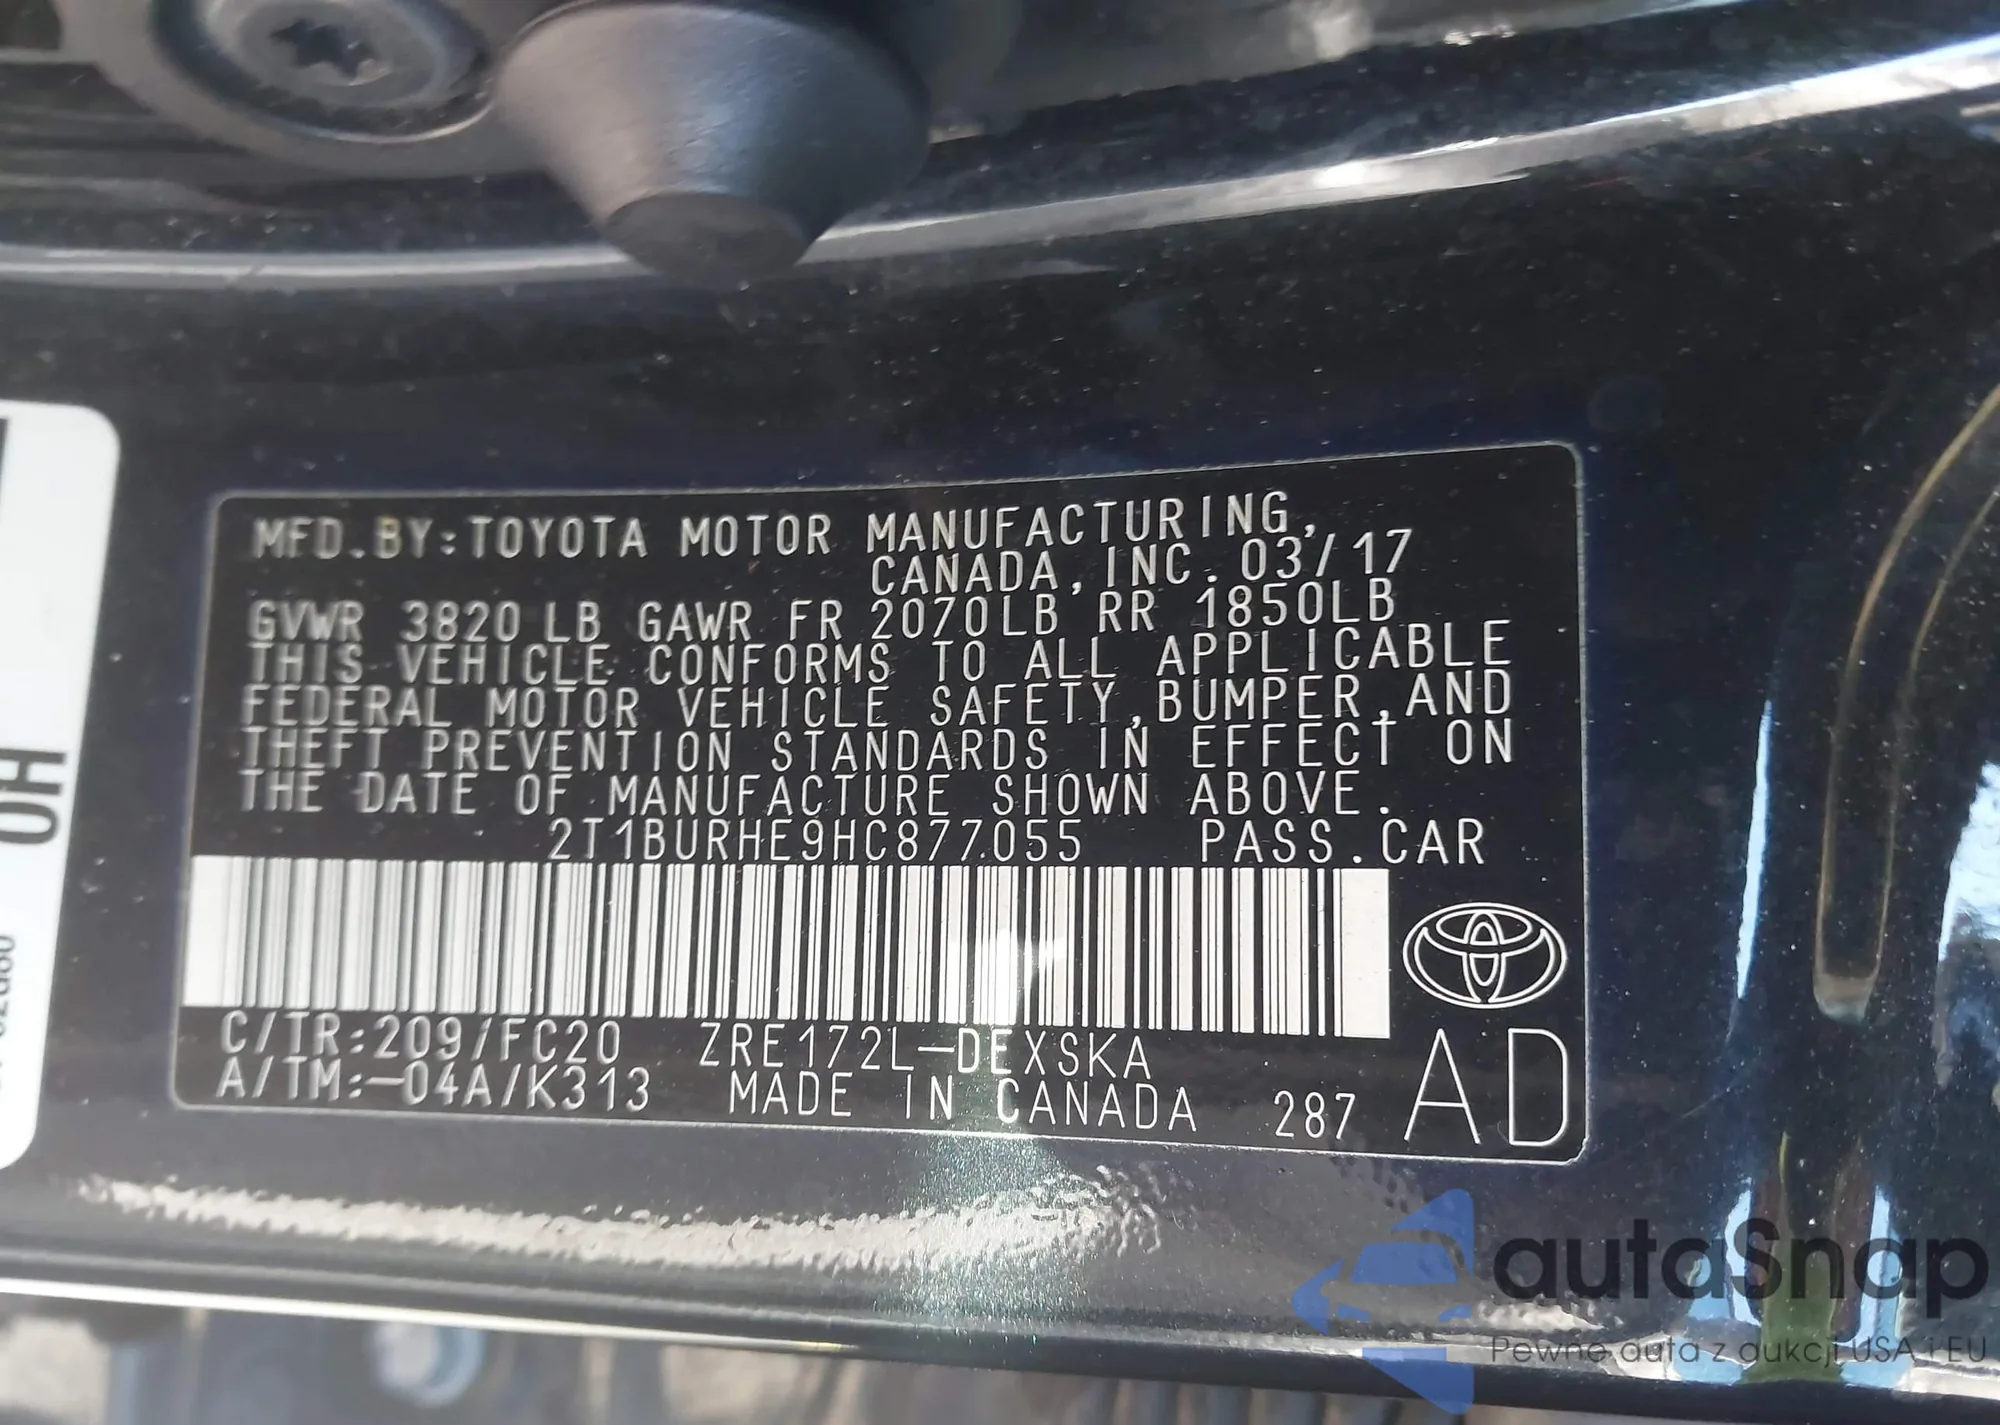 MFD.BY:TOYOTA MOTOR MANUFACTURING,
CANADA,INC. 03/17
GVWR 3820 LB GAWR FR 2070LB RR 1850LB
THIS VEHICLE CONFORMS TO ALL APPLICABLE
FEDERAL MOTOR VEHICLE SAFETY,BUMPER,AND
THEFT PREVENTION STANDARDS IN EFFECT ON
THE DATE OF MANUFACTURE SHOWN ABOVE.
2T1BURHE9HC877055 PASS.CAR
C/TR:209/FC20 ZRE172L-DEXSKA
A/TM:-04A/K313 MADE IN CANADA 287 AD
autoSnap
Pewne auta z aukcji USA i EU